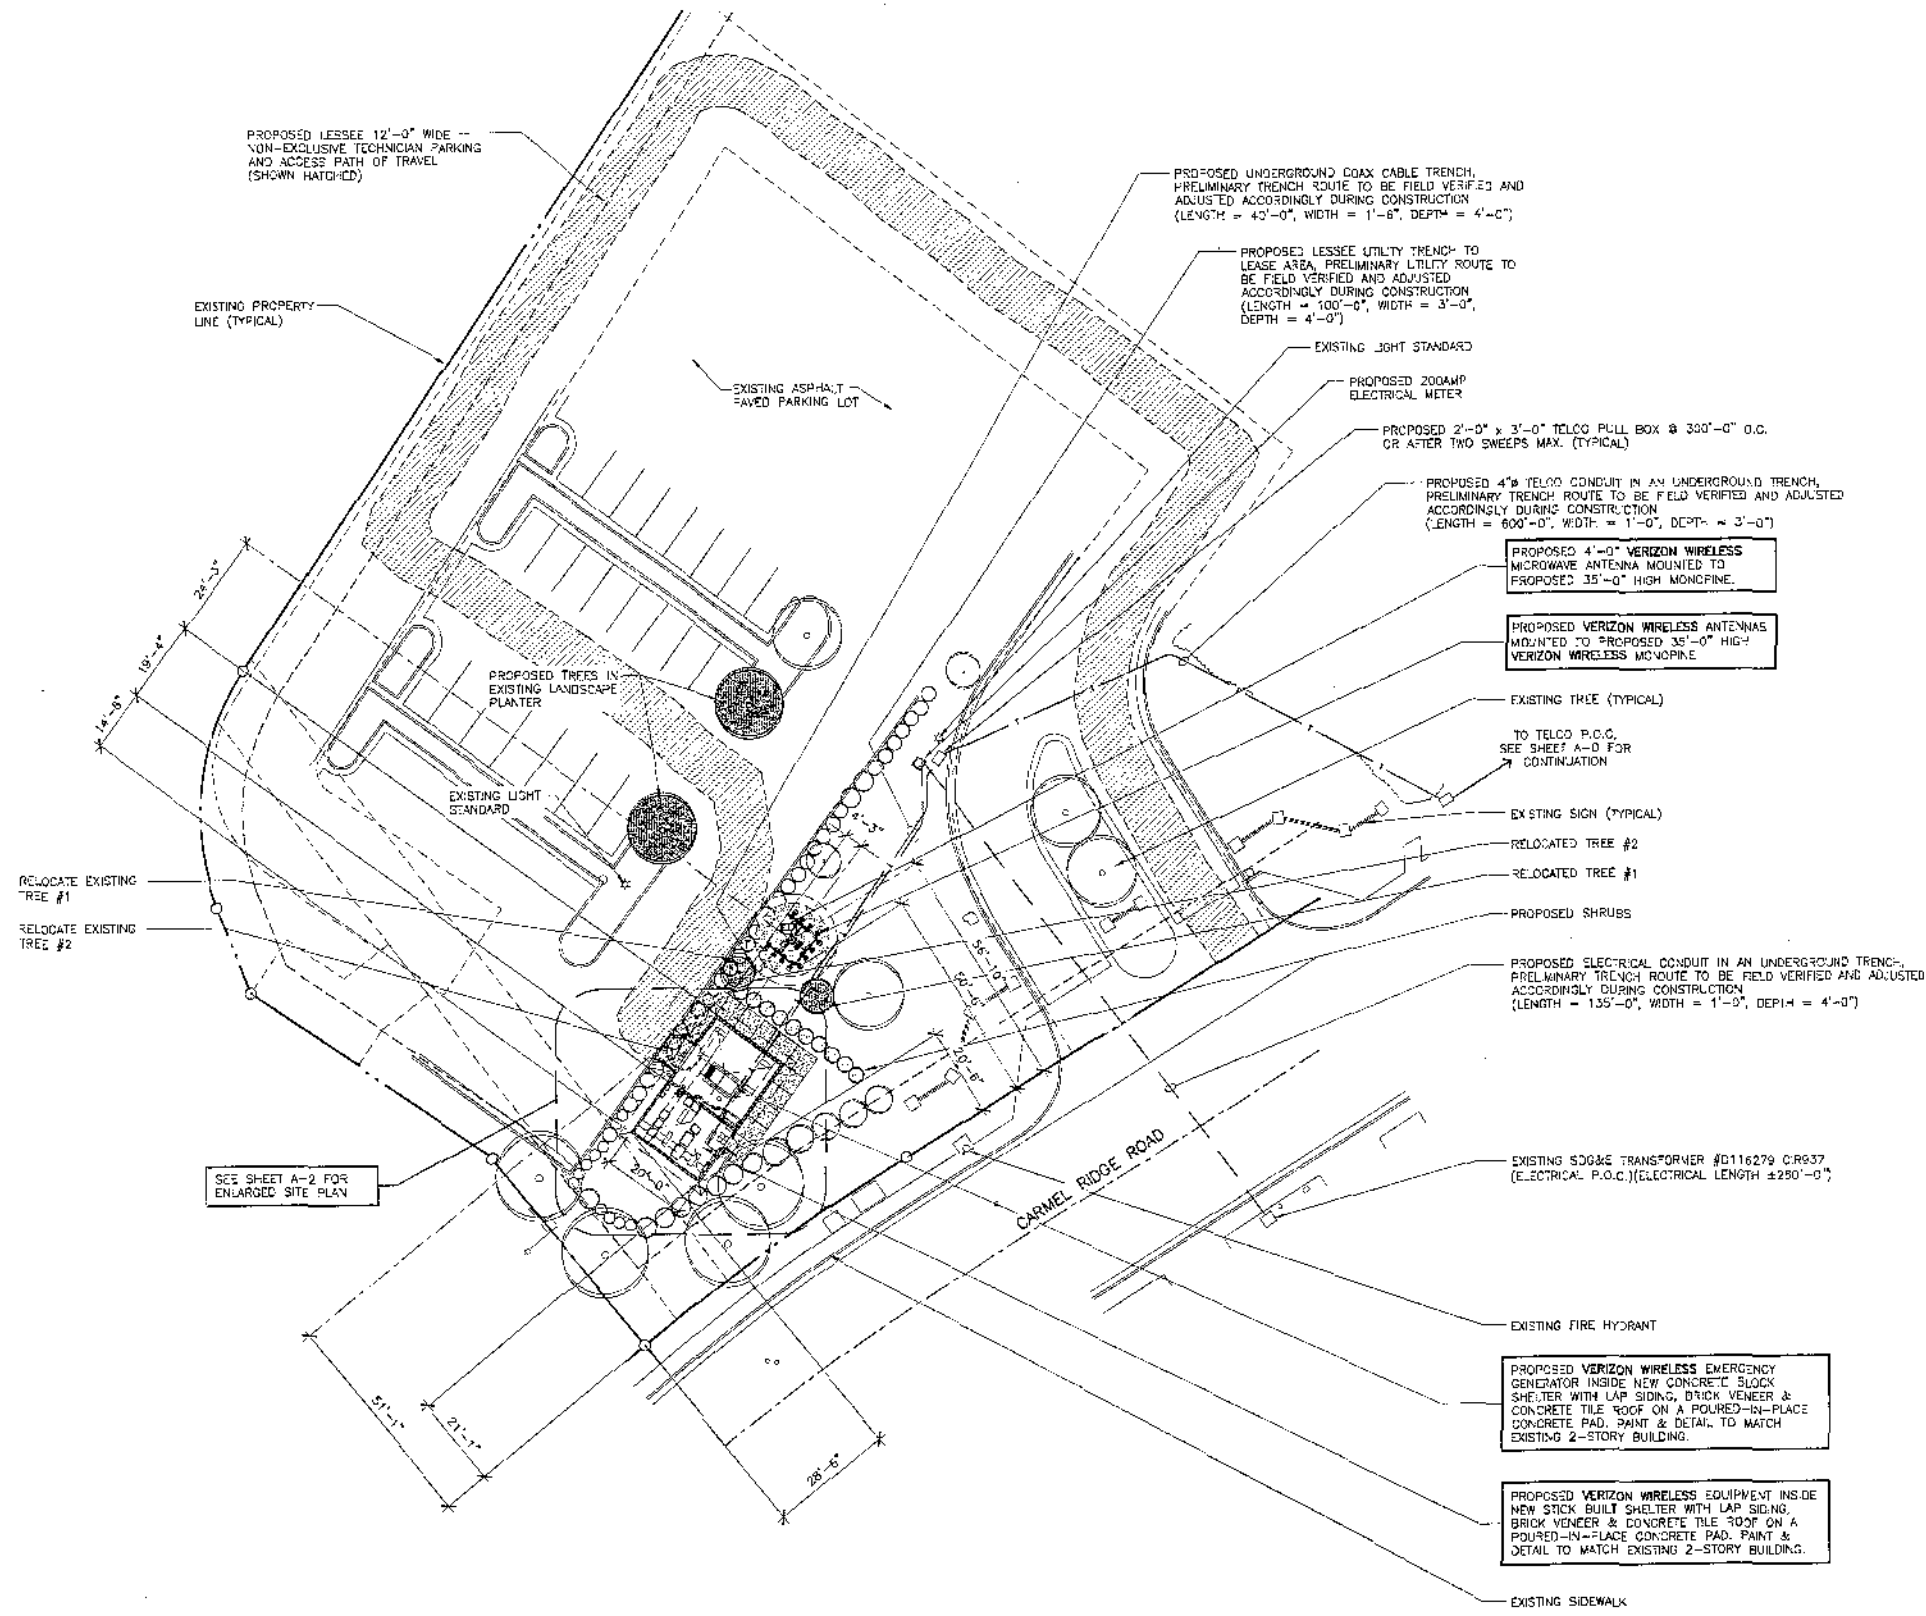 PROPOSED LESSEE 12'-0" WIDE
NON-EXCLUSIVE TECHNICIAN PARKING
AND ACCESS PATH OF TRAVEL
(SHOWN HATCHED)
EXISTING PROPERTY
LINE (TYPICAL)
EXISTING ASPHALT
PAVED PARKING LOT
PROPOSED UNDERGROUND COAX CABLE TRENCH,
PRELIMINARY TRENCH ROUTE TO BE FIELD VERIFIED AND
ADJUSTED ACCORDINGLY DURING CONSTRUCTION
(LENGTH = 40'-0", WIDTH = 1'-6", DEPTH = 4'-0")
PROPOSED LESSEE UTILITY TRENCH TO
LEASE AREA, PRELIMINARY UTILITY ROUTE TO
BE FIELD VERIFIED AND ADJUSTED
ACCORDINGLY DURING CONSTRUCTION
(LENGTH = 100'-0", WIDTH = 3'-0",
DEPTH = 4'-0")
EXISTING LIGHT STANDARD
PROPOSED 200AMP
ELECTRICAL METER
PROPOSED 2'-0" x 3'-0" TELCO PULL BOX @ 300'-0" O.C.
OR AFTER TWO SWEEPS MAX. (TYPICAL)
PROPOSED 4"ø TELCO CONDUIT IN AN UNDERGROUND TRENCH,
PRELIMINARY TRENCH ROUTE TO BE FIELD VERIFIED AND ADJUSTED
ACCORDINGLY DURING CONSTRUCTION
(LENGTH = 600'-0", WIDTH = 1'-0", DEPTH = 3'-0")
PROPOSED 4'-0" VERIZON WIRELESS
MICROWAVE ANTENNA MOUNTED TO
PROPOSED 35'-0" HIGH MONOPINE.
PROPOSED VERIZON WIRELESS ANTENNAS
MOUNTED TO PROPOSED 35'-0" HIGH
VERIZON WIRELESS MONOPINE
EXISTING TREE (TYPICAL)
TO TELCO P.O.C.
SEE SHEET A-0 FOR
CONTINUATION
EXISTING SIGN (TYPICAL)
RELOCATED TREE #2
RELOCATED TREE #1
PROPOSED SHRUBS
PROPOSED ELECTRICAL CONDUIT IN AN UNDERGROUND TRENCH,
PRELIMINARY TRENCH ROUTE TO BE FIELD VERIFIED AND ADJUSTED
ACCORDINGLY DURING CONSTRUCTION
(LENGTH = 135'-0", WIDTH = 1'-0", DEPTH = 4'-0")
24'-3"
19'-4"
14'-8"
PROPOSED TREES IN
EXISTING LANDSCAPE
PLANTER
EXISTING LIGHT
STANDARD
4'-3"
RELOCATE EXISTING
TREE #1
RELOCATE EXISTING
TREE #2
56'-10"
20'-8"
SEE SHEET A-2 FOR
ENLARGED SITE PLAN
20'-0"
CARMEL RIDGE ROAD
EXISTING SDG&E TRANSFORMER #D116279 CIR937
(ELECTRICAL P.O.C.)(ELECTRICAL LENGTH ±250'-0")
EXISTING FIRE HYDRANT
PROPOSED VERIZON WIRELESS EMERGENCY
GENERATOR INSIDE NEW CONCRETE BLOCK
SHELTER WITH LAP SIDING, BRICK VENEER &
CONCRETE TILE ROOF ON A POURED-IN-PLACE
CONCRETE PAD. PAINT & DETAIL TO MATCH
EXISTING 2-STORY BUILDING.
51'-1"
21'-7"
28'-6"
PROPOSED VERIZON WIRELESS EQUIPMENT INSIDE
NEW STICK BUILT SHELTER WITH LAP SIDING,
BRICK VENEER & CONCRETE TILE ROOF ON A
POURED-IN-PLACE CONCRETE PAD. PAINT &
DETAIL TO MATCH EXISTING 2-STORY BUILDING.
EXISTING SIDEWALK